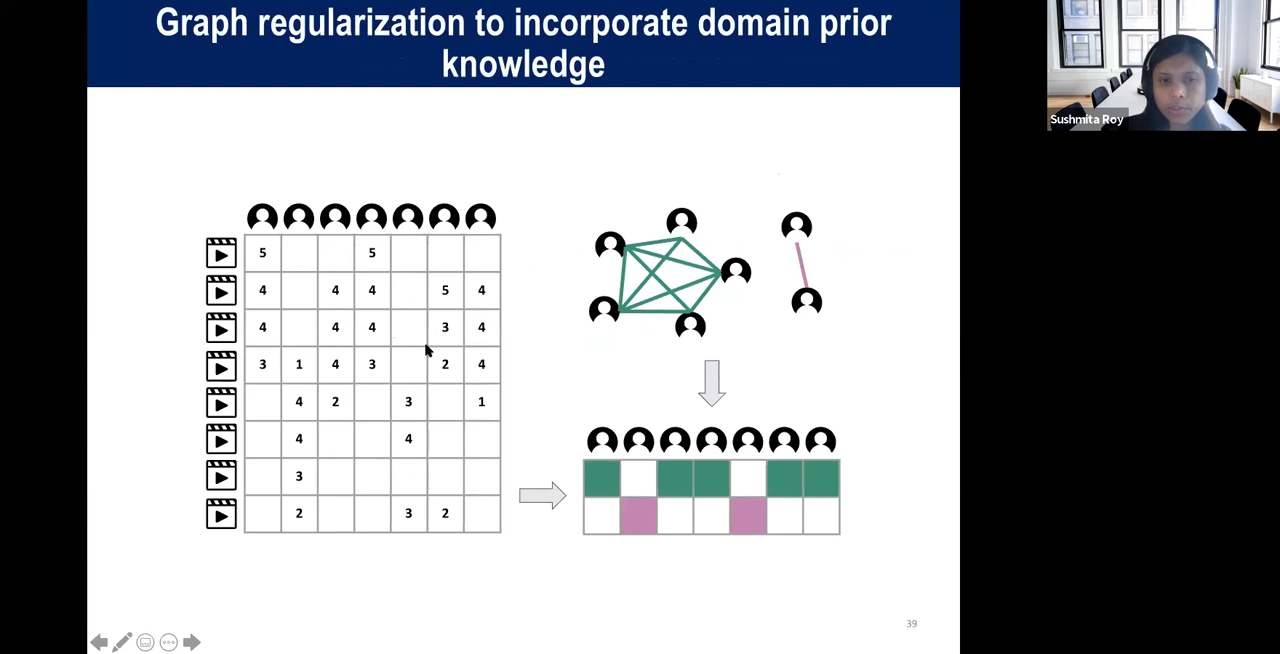 Graph regularization to incorporate domain prior
knowledge
Sushmita Roy
5 5
4 4 4 5 4
4 4 4 3 4
3 1 4 3 2 4
4 2 3 1
4 4
3
2 3 2
39